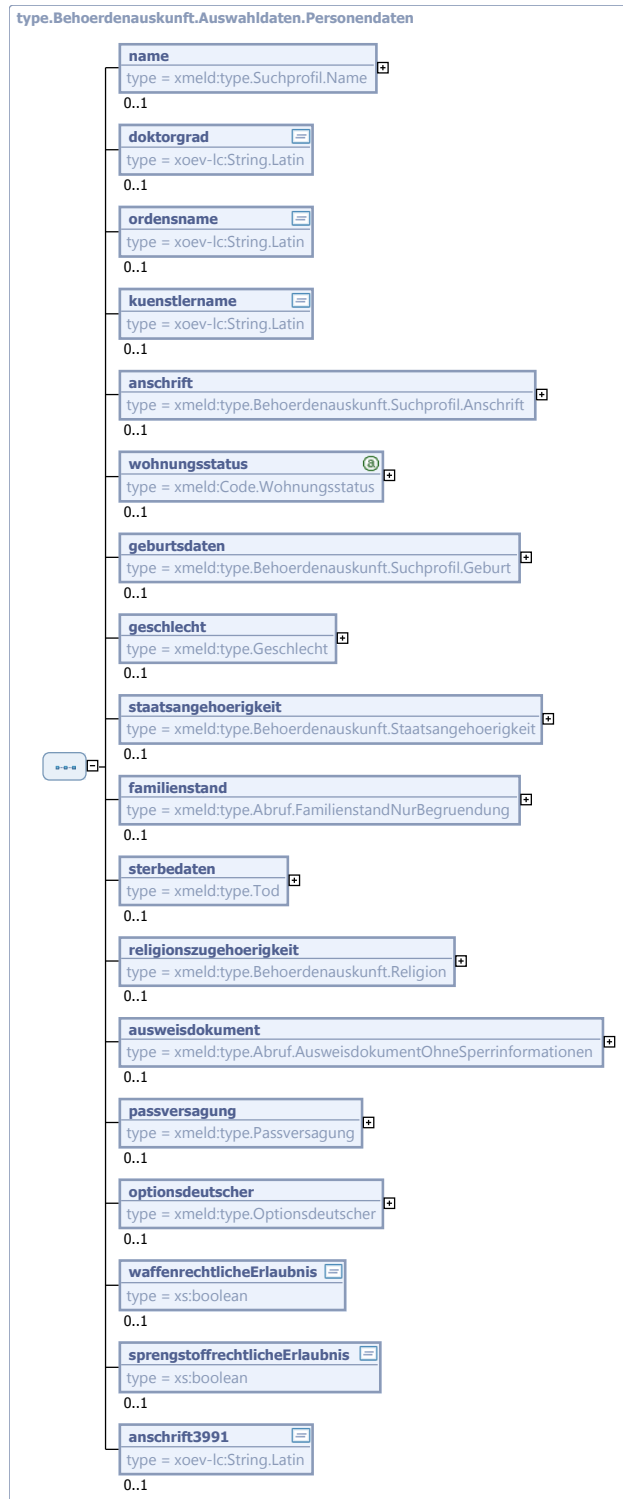 type.Behoerdenauskunft.Auswahldaten.Personendaten
name
type = xmeld:type.Suchprofil.Name
0..1
doktorgrad
type = xoev-lc:String.Latin
0..1
ordensname
type = xoev-lc:String.Latin
0..1
kuenstlername
type = xoev-lc:String.Latin
0..1
anschrift
type = xmeld:type.Behoerdenauskunft.Suchprofil.Anschrift
0..1
wohnungsstatus
type = xmeld:Code.Wohnungsstatus
0..1
geburtsdaten
type = xmeld:type.Behoerdenauskunft.Suchprofil.Geburt
0..1
geschlecht
type = xmeld:type.Geschlecht
0..1
staatsangehoerigkeit
type = xmeld:type.Behoerdenauskunft.Staatsangehoerigkeit
0..1
familienstand
type = xmeld:type.Abruf.FamilienstandNurBegruendung
0..1
sterbedaten
type = xmeld:type.Tod
0..1
religionszugehoerigkeit
type = xmeld:type.Behoerdenauskunft.Religion
0..1
ausweisdokument
type = xmeld:type.Abruf.AusweisdokumentOhneSperrinformationen
0..1
passversagung
type = xmeld:type.Passversagung
0..1
optionsdeutscher
type = xmeld:type.Optionsdeutscher
0..1
waffenrechtlicheErlaubnis
type = xs:boolean
0..1
sprengstoffrechtlicheErlaubnis
type = xs:boolean
0..1
anschrift3991
type = xoev-lc:String.Latin
0..1